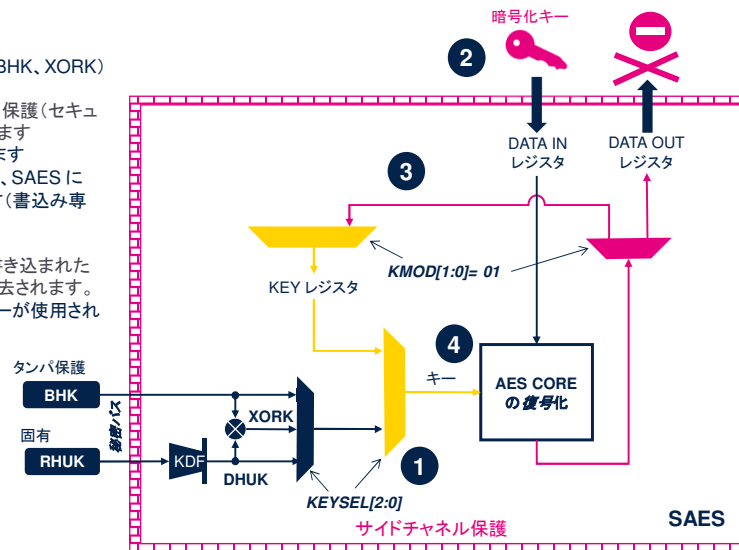 BHK、XORK)
保護(セキュ
ます
ます
、SAES に
(書込み専
き込まれた
去されます。
ーが使用され
暗号化キー
2
DATA IN
レジスタ
DATA OUT
レジスタ
3
KMOD[1:0]= 01
KEY レジスタ
4
キー
AES CORE
の復号化
タンパ保護
BHK
秘密バス
XORK
固有
RHUK
KDF
DHUK
1
KEYSEL[2:0]
サイドチャネル保護
SAES